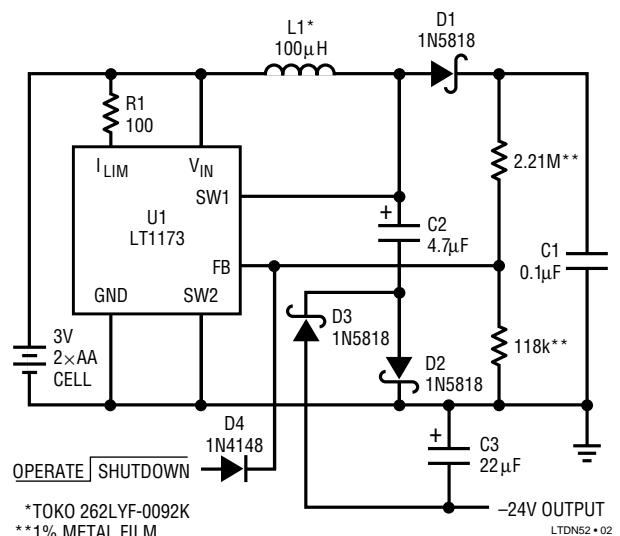 L1*
100μH
D1
1N5818
R1
100
I LIM
V IN
SW1
U1
LT1173
FB
GND
SW2
2.21M**
+
C2
4.7μF
C1
0.1μF
D3
1N5818
118k**
D2
1N5818
3V
2×AA
CELL
D4
1N4148
OPERATE SHUTDOWN
+
C3
22μF
–24V OUTPUT
*TOKO 262LYF-0092K
**1% METAL FILM
LTDN52 • 02